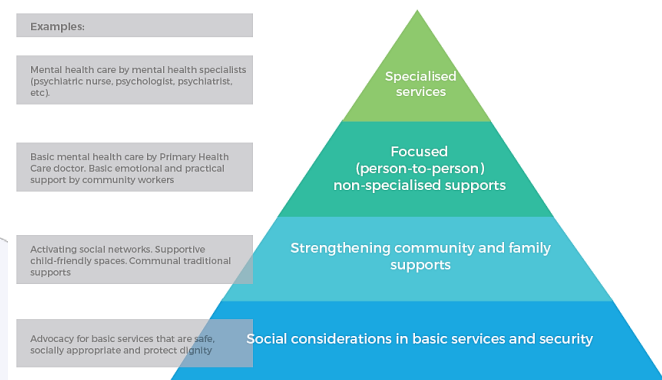 Examples:
Mental health care by mental health specialists
(psychiatric nurse, psychologist, psychiatrist,
etc).
Specialised
services
Basic mental health care by Primary Health
Care doctor. Basic emotional and practical
support by community workers
Focused
(person-to-person)
non-specialised supports
Activating social networks. Supportive
child-friendly spaces. Communal traditional
supports
Strengthening community and family
supports
Advocacy for basic services that are safe,
socially appropriate and protect dignity
Social considerations in basic services and security